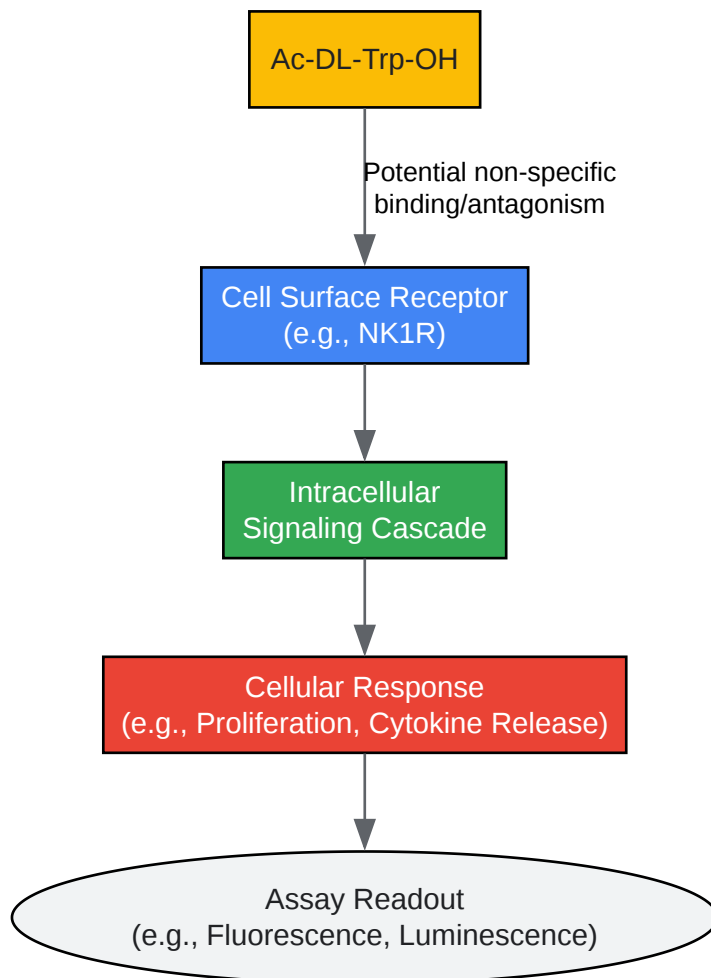 Ac-DL-Trp-OH
Potential non-specific
binding/antagonism
Cell Surface Receptor
(e.g., NK1R)
Intracellular
Signaling Cascade
Cellular Response
(e.g., Proliferation, Cytokine Release)
Assay Readout
(e.g., Fluorescence, Luminescence)